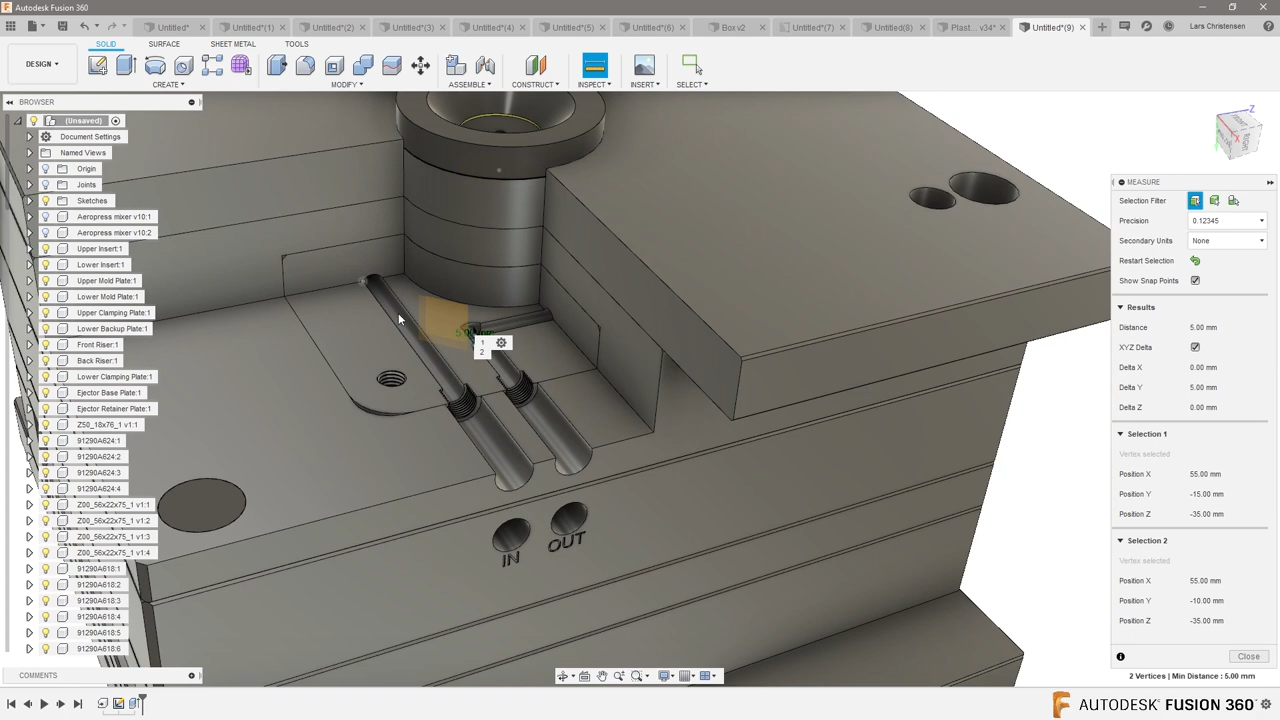 Autodesk Fusion 360
Untitled*
Untitled*(1)
Untitled*(2)
Untitled*(3)
Untitled*(4)
Untitled*(5)
Untitled*(6)
Box v2
Untitled*(7)
Untitled(8)
Plast... v34*
Untitled*(9)
Lars Christensen
SOLID
SURFACE
SHEET METAL
TOOLS
DESIGN
CREATE
MODIFY
ASSEMBLE
CONSTRUCT
INSPECT
INSERT
SELECT
BROWSER
(Unsaved)
Document Settings
Named Views
Origin
Joints
Sketches
Aeropress mixer v10:1
Aeropress mixer v10:2
Upper Insert:1
Lower Insert:1
Upper Mold Plate:1
Lower Mold Plate:1
Upper Clamping Plate:1
Lower Backup Plate:1
Front Riser:1
Back Riser:1
Lower Clamping Plate:1
Ejector Base Plate:1
Ejector Retainer Plate:1
Z50_18x76_1 v1:1
91290A624:1
91290A624:2
91290A624:3
91290A624:4
Z00_56x22x75_1 v1:1
Z00_56x22x75_1 v1:2
Z00_56x22x75_1 v1:3
Z00_56x22x75_1 v1:4
91290A618:1
91290A618:2
91290A618:3
91290A618:4
91290A618:5
91290A618:6
COMMENTS
1
2
IN
OUT
Z
X
RIGHT
MEASURE
Selection Filter
Precision 0.12345
Secondary Units None
Restart Selection
Show Snap Points
Results
Distance 5.00 mm
XYZ Delta
Delta X 0.00 mm
Delta Y 5.00 mm
Delta Z 0.00 mm
Selection 1
Vertex selected
Position X 55.00 mm
Position Y -15.00 mm
Position Z -35.00 mm
Selection 2
Vertex selected
Position X 55.00 mm
Position Y -10.00 mm
Position Z -35.00 mm
Close
2 Vertices | Min Distance : 5.00 mm
AUTODESK FUSION 360°